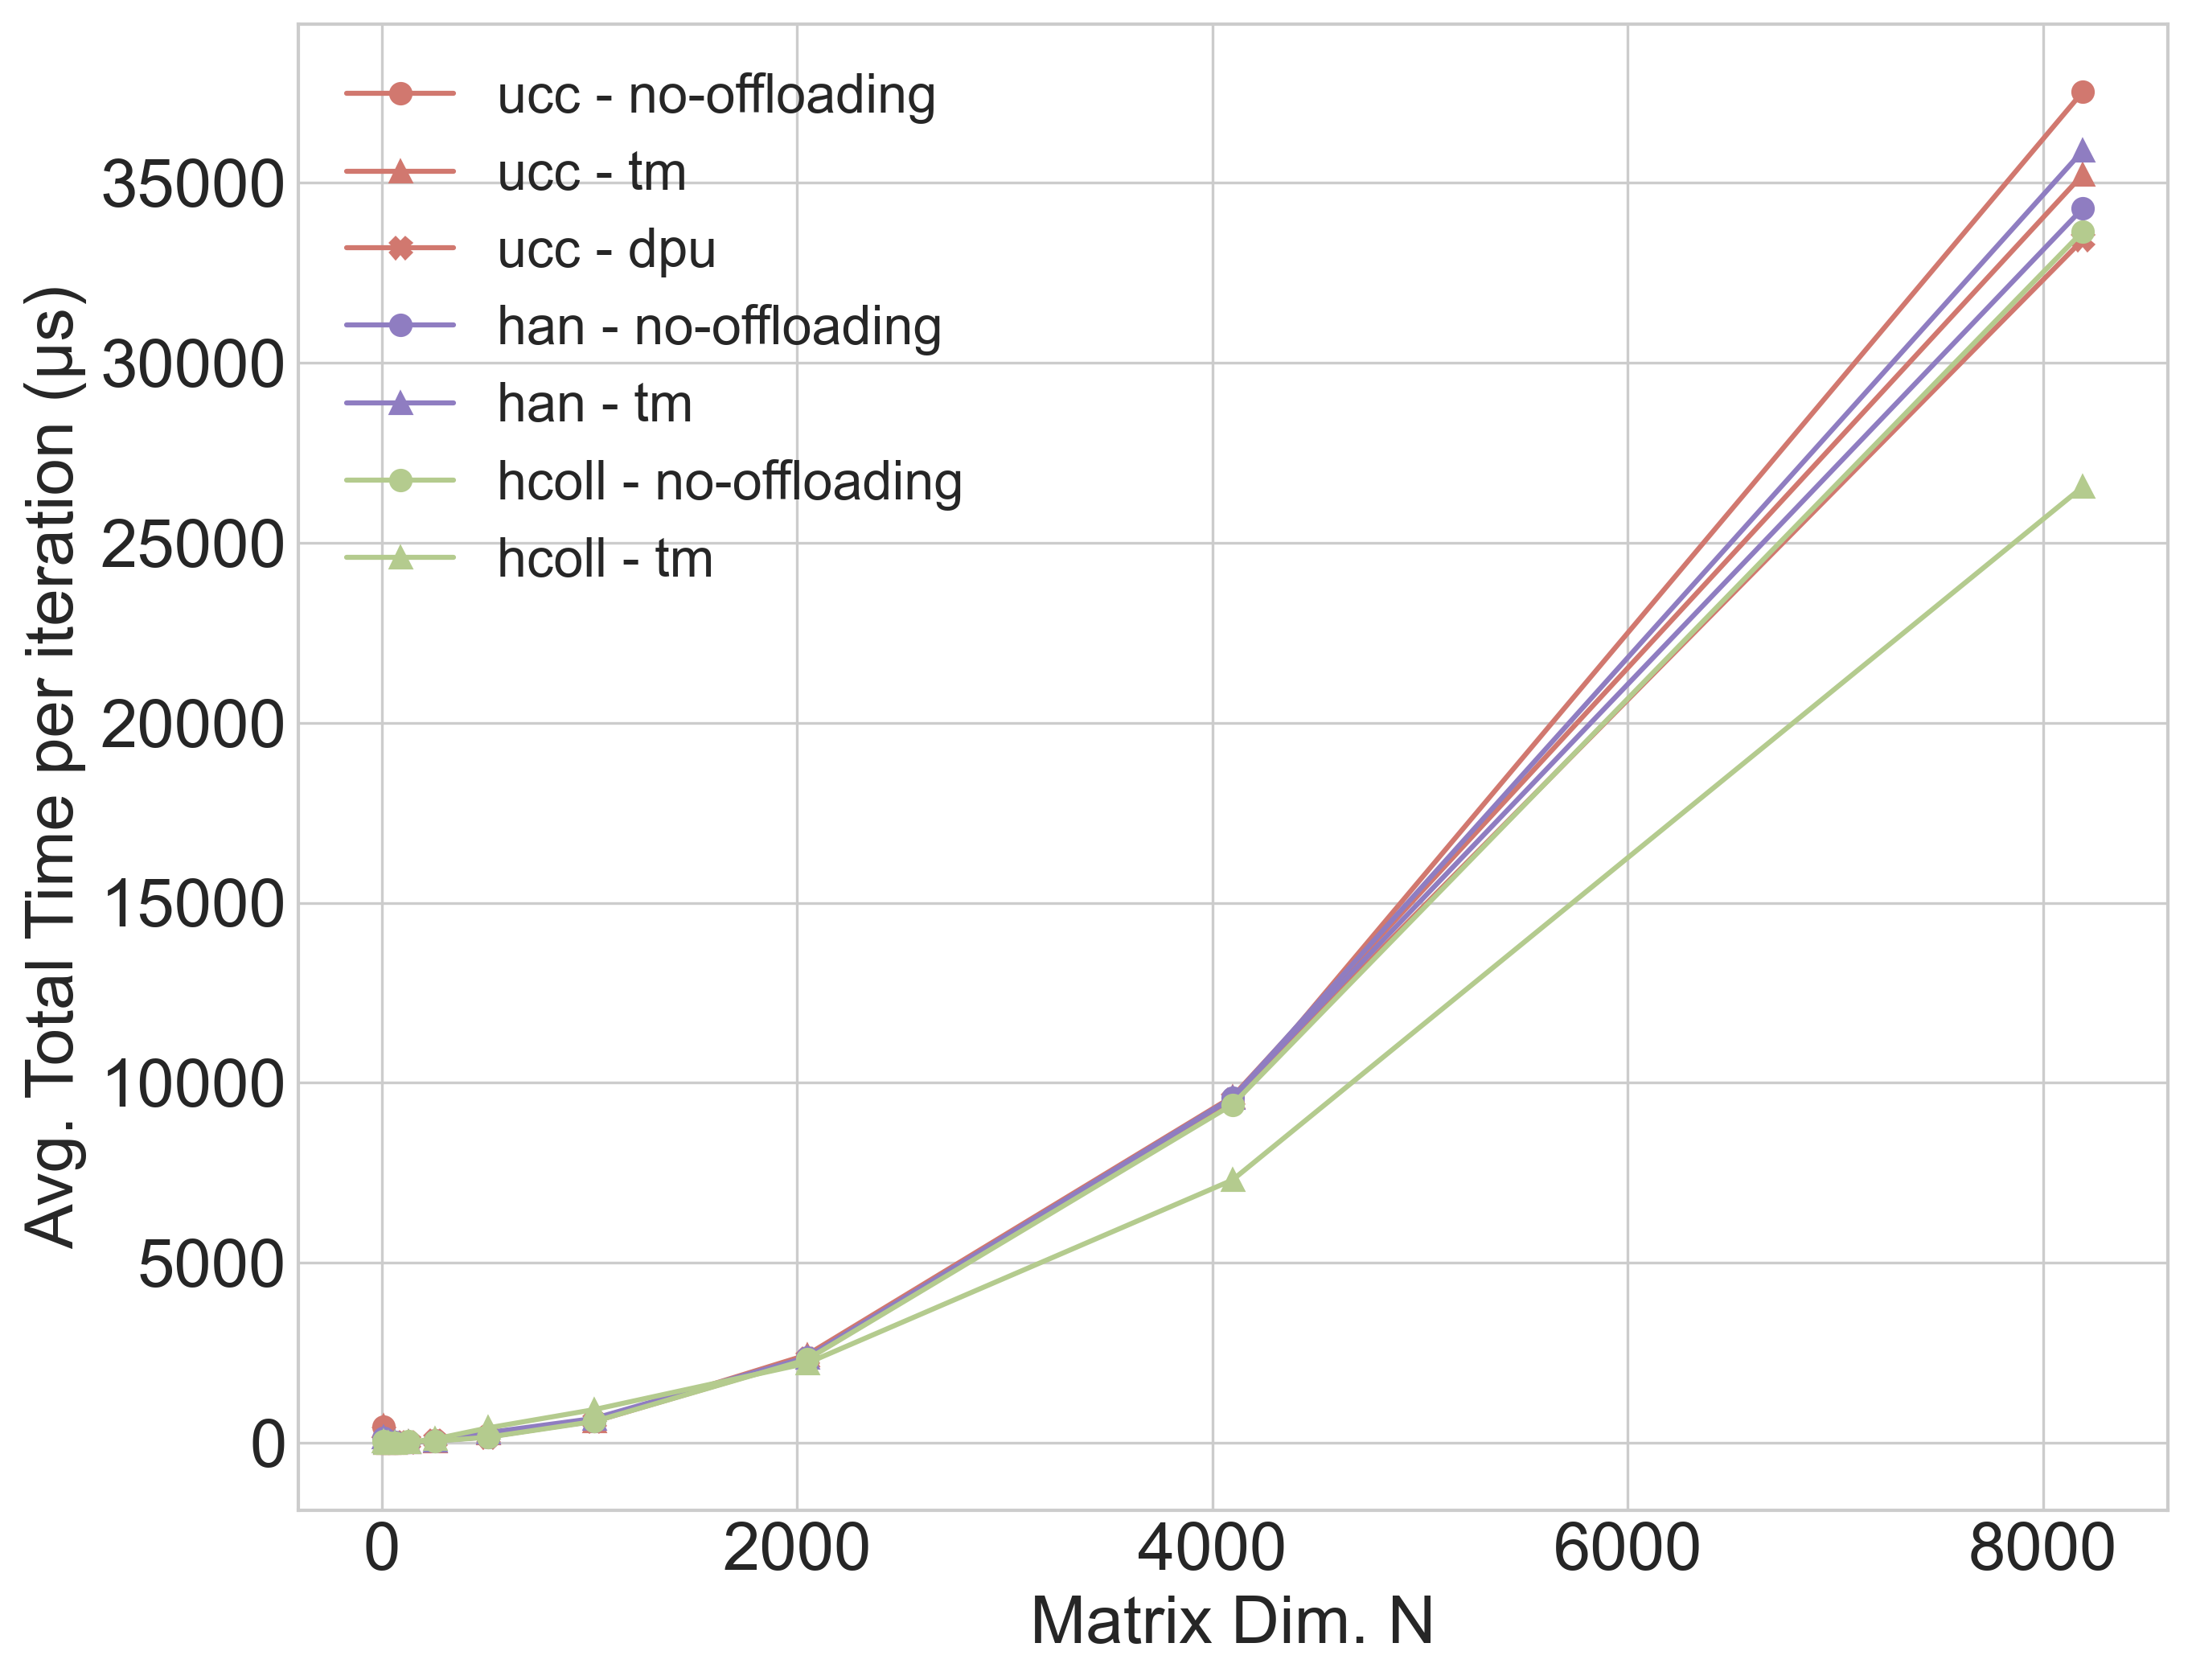 ucc - no-offloading
ucc - tm
ucc - dpu
han - no-offloading
han - tm
hcoll - no-offloading
hcoll - tm
Avg. Total Time per iteration (μs)
35000
30000
25000
20000
15000
10000
5000
0
0 2000 4000 6000 8000
Matrix Dim. N